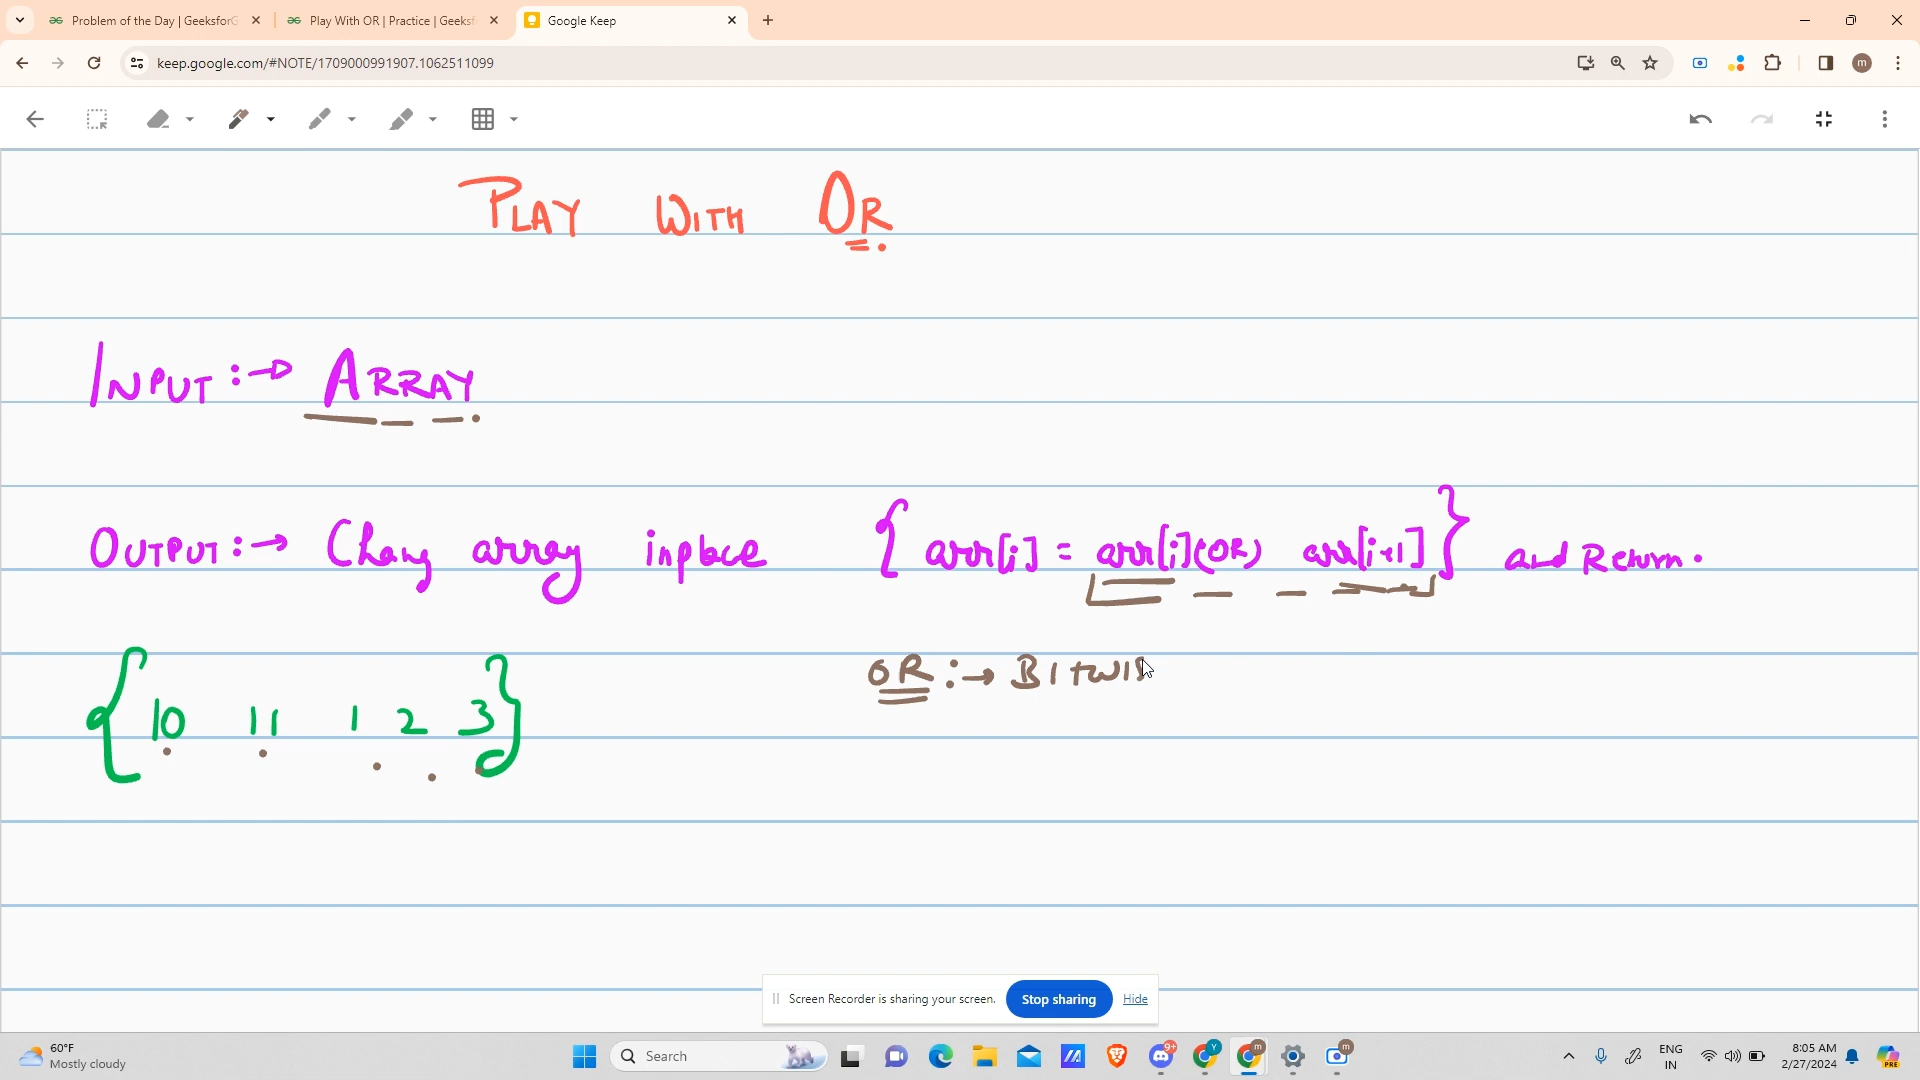 Problem of the Day | GeeksforG
Play With OR | Practice | Geeksf
Google Keep
keep.google.com/#NOTE/1709000991907.1062511099
m
PLAY WITH OR
INPUT :→ ARRAY
OUTPUT :→ Chang array inplace { arr[i] = arr[i](OR) arr[i+1] } and Return.
OR :→ Bitwis
{ 10 11 1 2 3 }
Screen Recorder is sharing your screen. Stop sharing Hide
60°F
Mostly cloudy
Search
9+
Y
m
m
ENG
IN
8:05 AM
2/27/2024
PRE